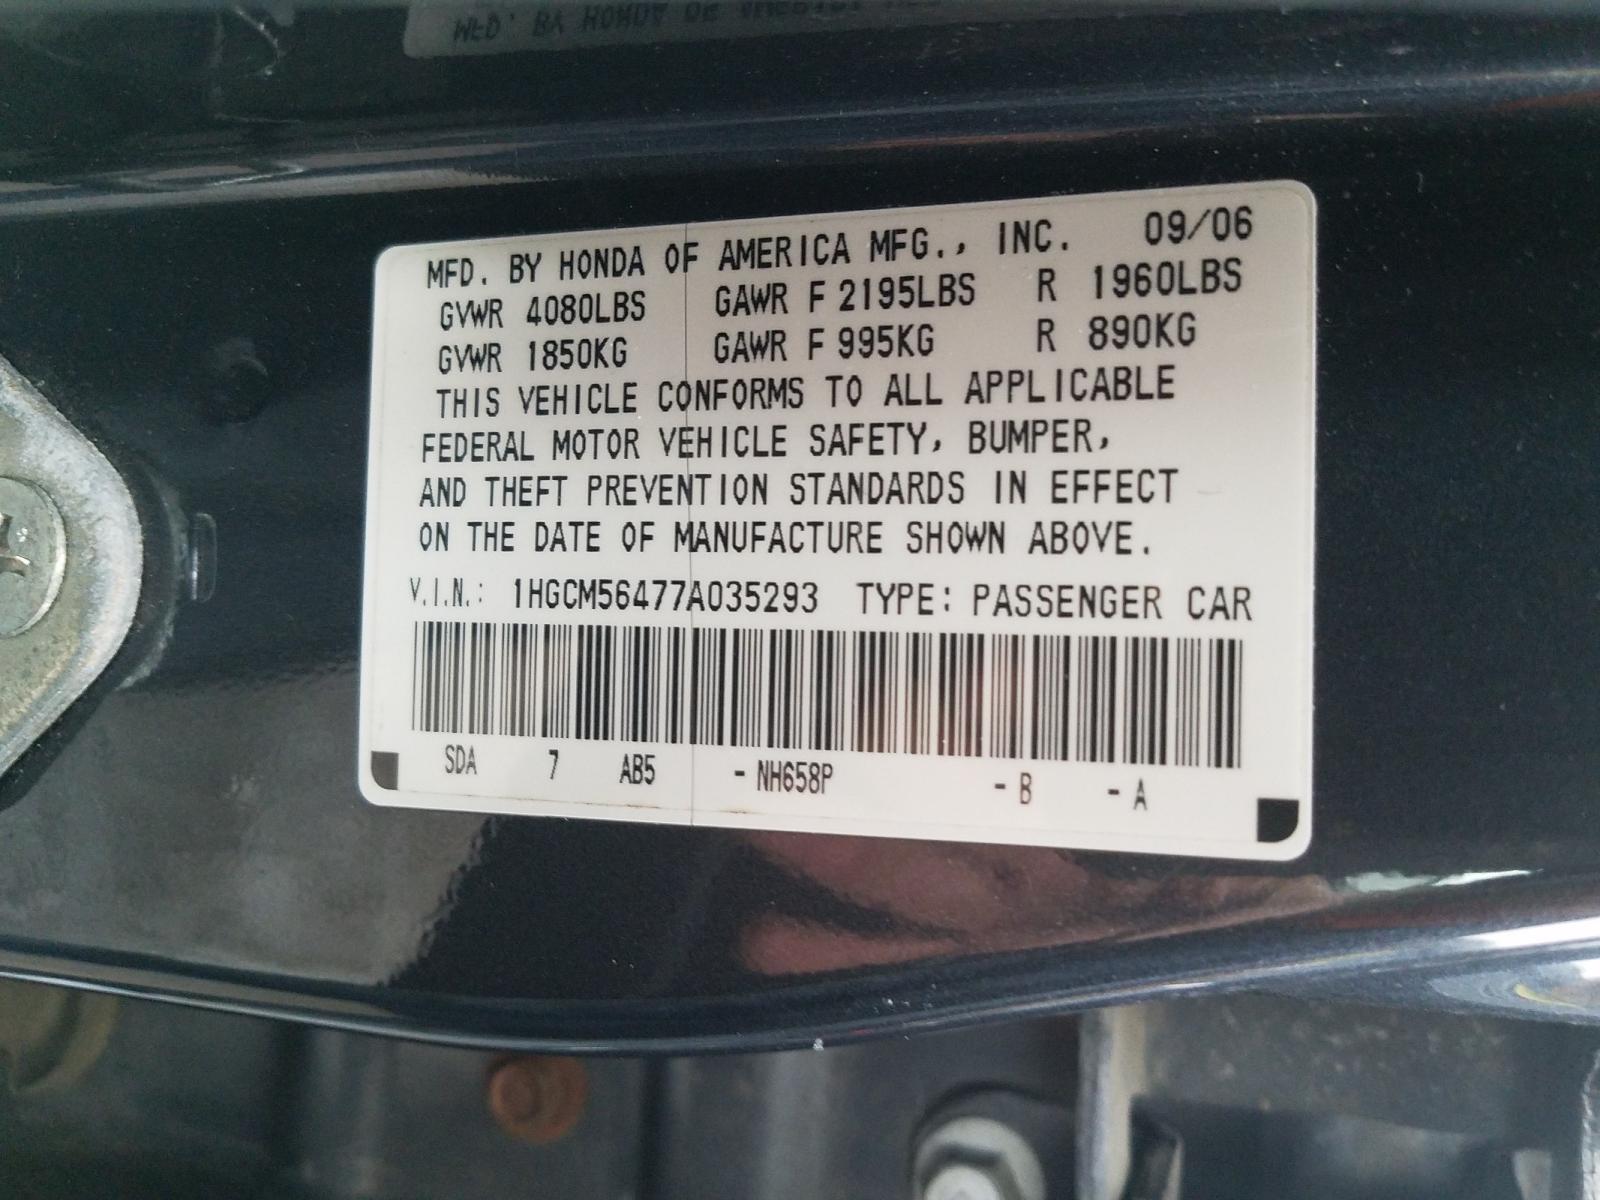 MFD. BY HONDA OF AMERICA MFG., INC. 09/06
GVWR 4080LBS GAWR F 2195LBS R 1960LBS
GVWR 1850KG GAWR F 995KG R 890KG
THIS VEHICLE CONFORMS TO ALL APPLICABLE
FEDERAL MOTOR VEHICLE SAFETY, BUMPER,
AND THEFT PREVENTION STANDARDS IN EFFECT
ON THE DATE OF MANUFACTURE SHOWN ABOVE.
V.I.N.: 1HGCM56477A035293 TYPE: PASSENGER CAR
SDA 7 AB5 - NH658P - B - A